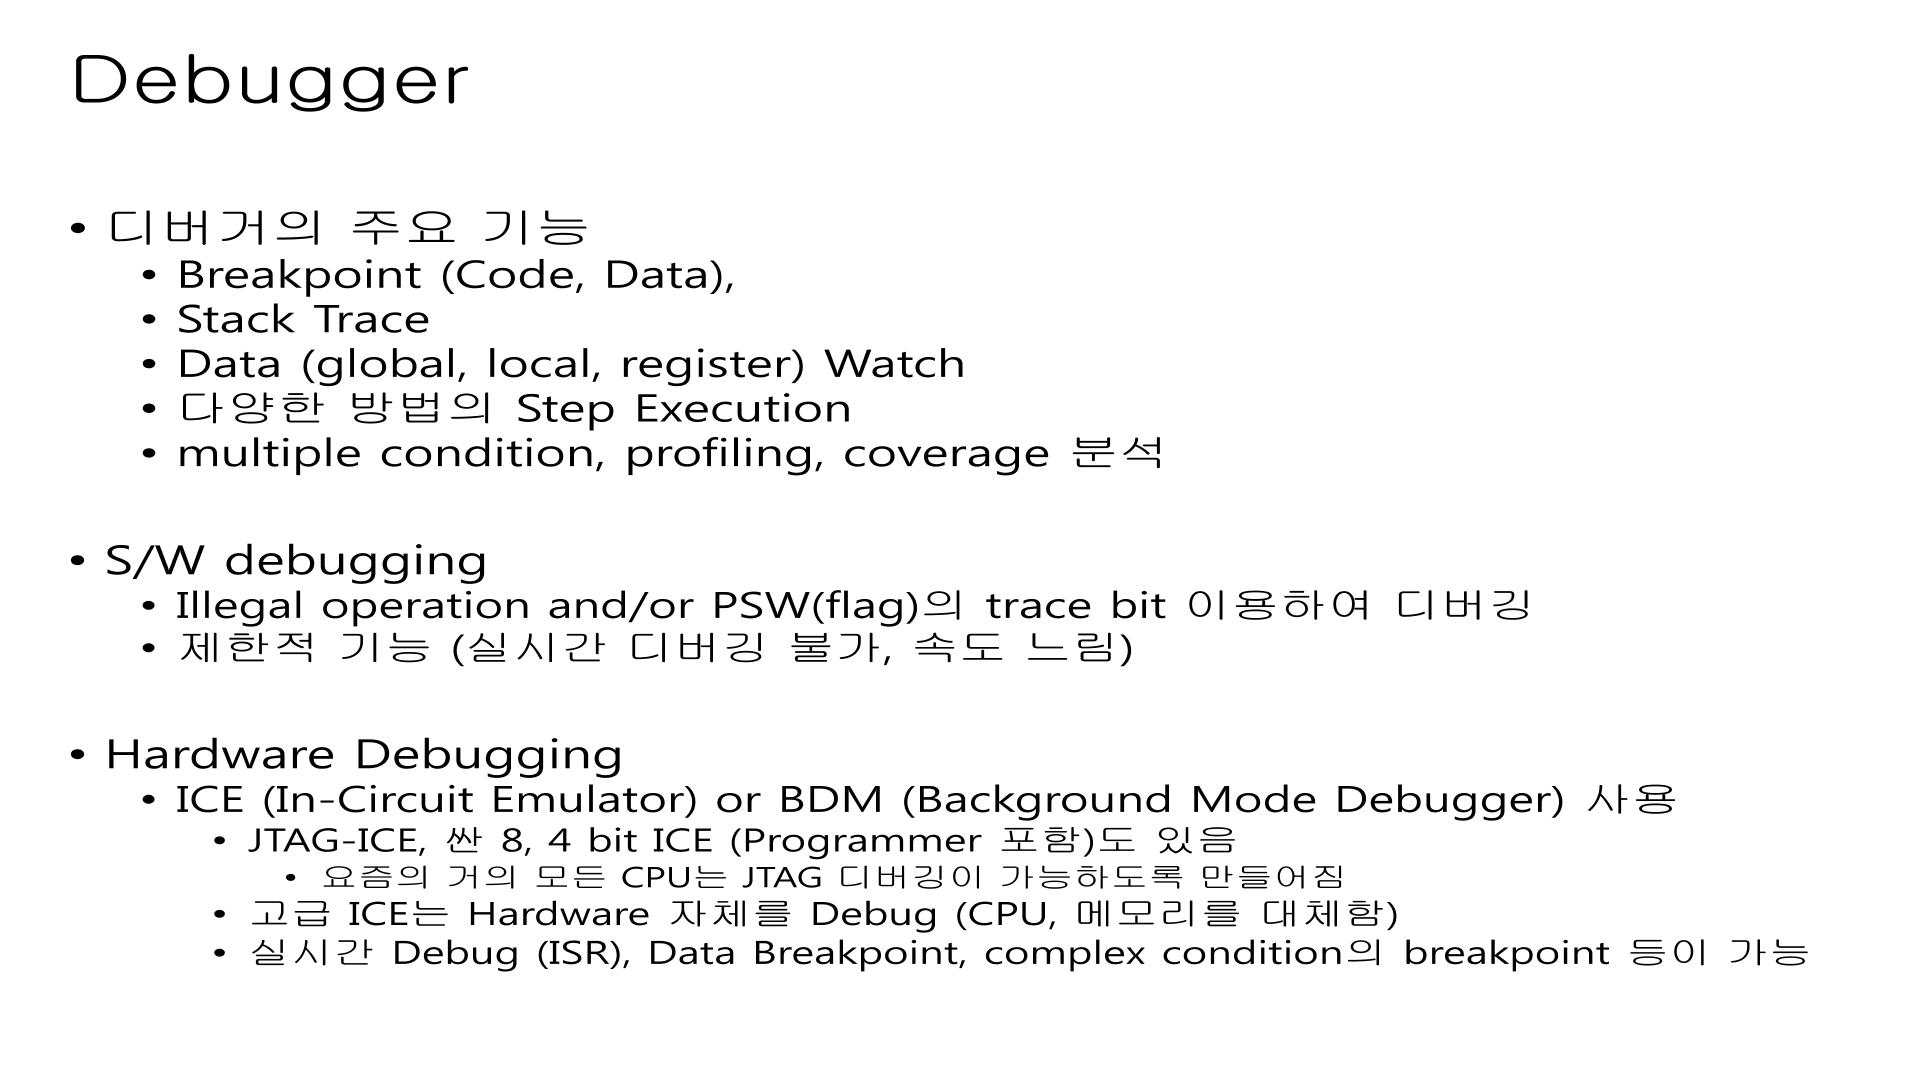 Debugger
• 디버거의 주요 기능
• Breakpoint (Code, Data),
• Stack Trace
• Data (global, local, register) Watch
• 다양한 방법의 Step Execution
• multiple condition, profiling, coverage 분석
• S/W debugging
• Illegal operation and/or PSW(flag)의 trace bit 이용하여 디버깅
• 제한적 기능 (실시간 디버깅 불가, 속도 느림)
• Hardware Debugging
• ICE (In-Circuit Emulator) or BDM (Background Mode Debugger) 사용
• JTAG-ICE, 싼 8, 4 bit ICE (Programmer 포함)도 있음
• 요즘의 거의 모든 CPU는 JTAG 디버깅이 가능하도록 만들어짐
• 고급 ICE는 Hardware 자체를 Debug (CPU, 메모리를 대체함)
• 실시간 Debug (ISR), Data Breakpoint, complex condition의 breakpoint 등이 가능